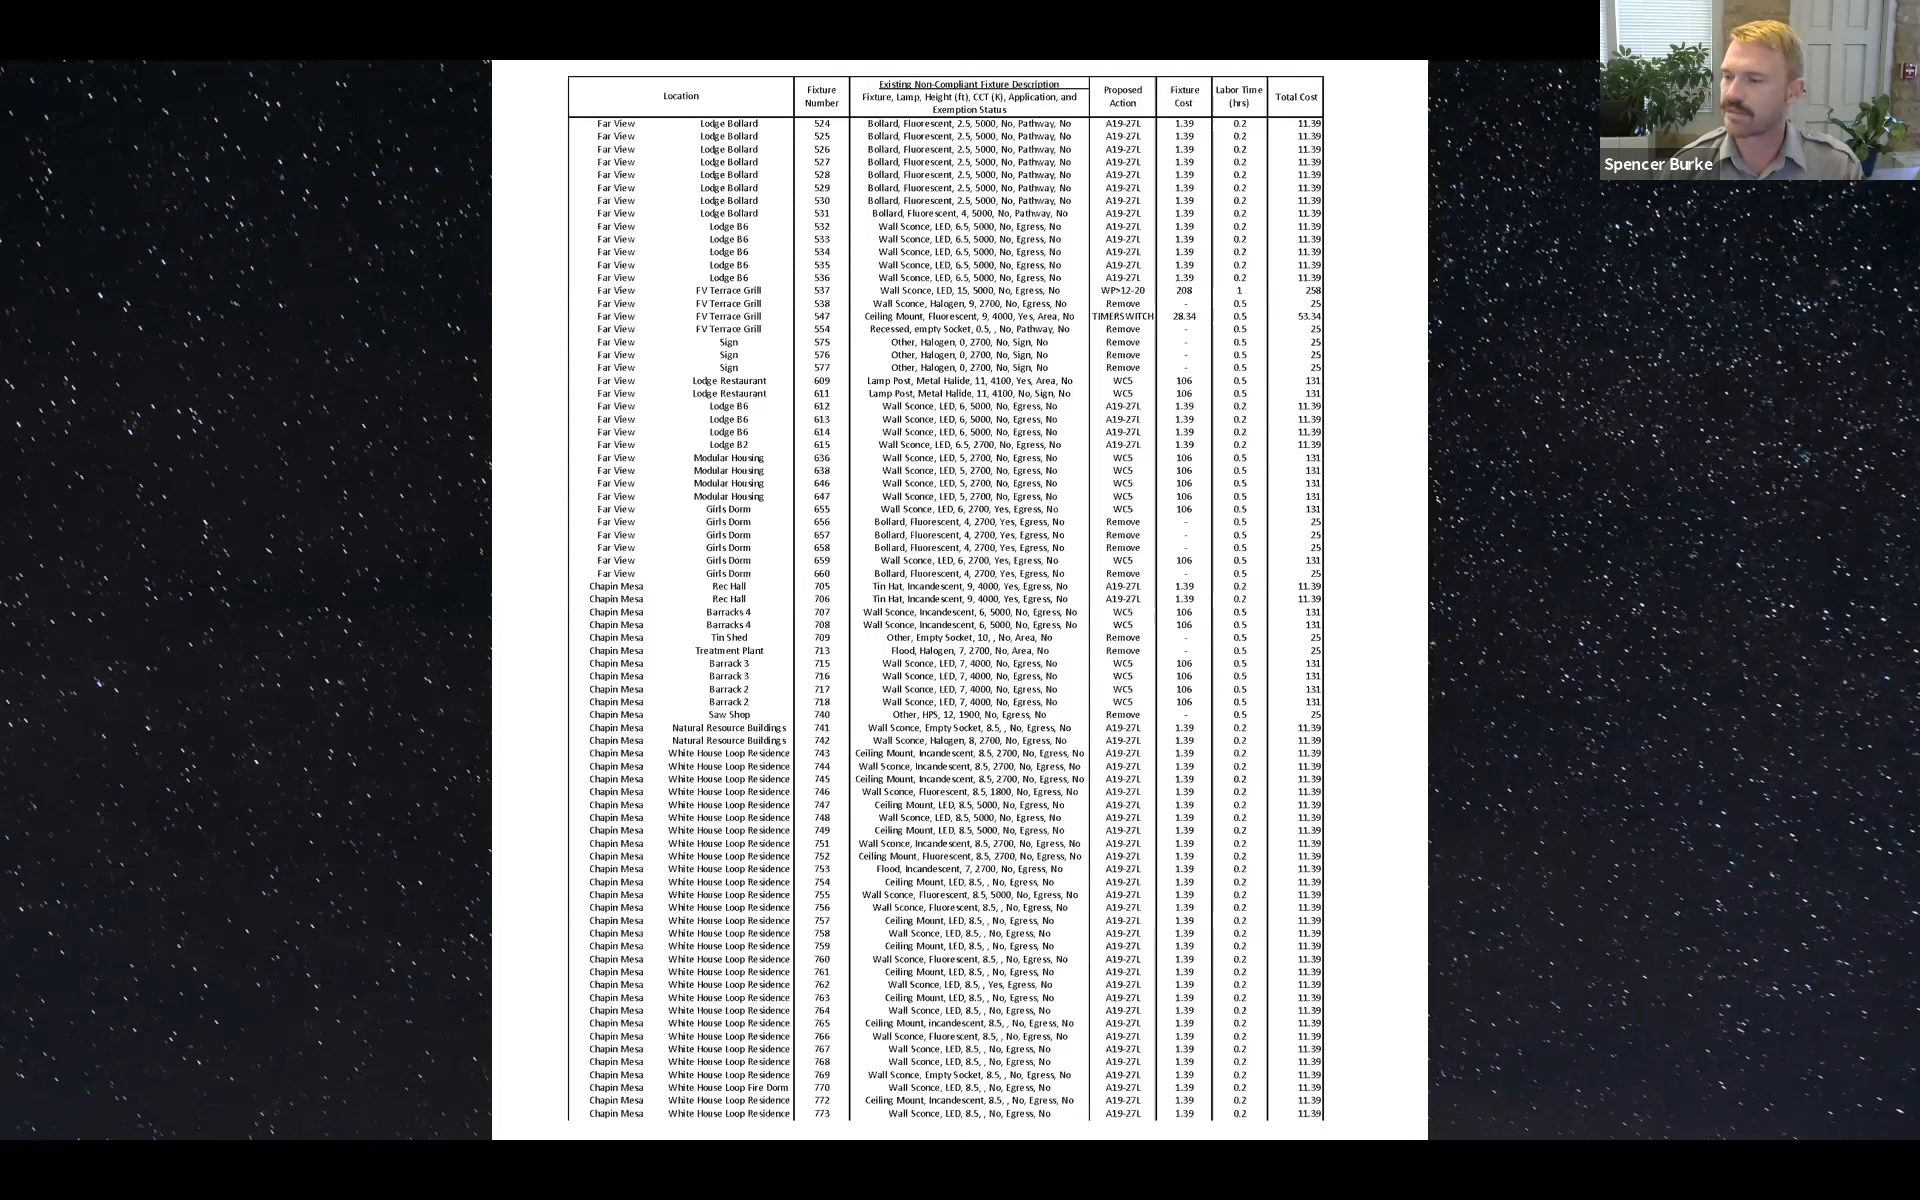 Location Fixture Number Existing Non-Compliant Fixture Description Fixture, Lamp, Height (ft), CCT (K), Application, and Exemption Status Proposed Action Fixture Cost Labor Time (hrs) Total Cost
Far View Lodge Bollard 524 Bollard, Fluorescent, 2.5, 5000, No, Pathway, No A19-27L 1.39 0.2 11.39
Far View Lodge Bollard 525 Bollard, Fluorescent, 2.5, 5000, No, Pathway, No A19-27L 1.39 0.2 11.39
Far View Lodge Bollard 526 Bollard, Fluorescent, 2.5, 5000, No, Pathway, No A19-27L 1.39 0.2 11.39
Far View Lodge Bollard 527 Bollard, Fluorescent, 2.5, 5000, No, Pathway, No A19-27L 1.39 0.2 11.39
Far View Lodge Bollard 528 Bollard, Fluorescent, 2.5, 5000, No, Pathway, No A19-27L 1.39 0.2 11.39
Far View Lodge Bollard 529 Bollard, Fluorescent, 2.5, 5000, No, Pathway, No A19-27L 1.39 0.2 11.39
Far View Lodge Bollard 530 Bollard, Fluorescent, 2.5, 5000, No, Pathway, No A19-27L 1.39 0.2 11.39
Far View Lodge Bollard 531 Bollard, Fluorescent, 4, 5000, No, Pathway, No A19-27L 1.39 0.2 11.39
Far View Lodge B6 532 Wall Sconce, LED, 6.5, 5000, No, Egress, No A19-27L 1.39 0.2 11.39
Far View Lodge B6 533 Wall Sconce, LED, 6.5, 5000, No, Egress, No A19-27L 1.39 0.2 11.39
Far View Lodge B6 534 Wall Sconce, LED, 6.5, 5000, No, Egress, No A19-27L 1.39 0.2 11.39
Far View Lodge B6 535 Wall Sconce, LED, 6.5, 5000, No, Egress, No A19-27L 1.39 0.2 11.39
Far View Lodge B6 536 Wall Sconce, LED, 6.5, 5000, No, Egress, No A19-27L 1.39 0.2 11.39
Far View FV Terrace Grill 537 Wall Sconce, LED, 15, 5000, No, Egress, No WP>12-20 208 1 258
Far View FV Terrace Grill 538 Wall Sconce, Halogen, 9, 2700, No, Egress, No Remove - 0.5 25
Far View FV Terrace Grill 547 Ceiling Mount, Fluorescent, 9, 4000, Yes, Area, No TIMERSWITCH 28.34 0.5 53.34
Far View FV Terrace Grill 554 Recessed, empty Socket, 0.5, , No, Pathway, No Remove - 0.5 25
Far View Sign 575 Other, Halogen, 0, 2700, No, Sign, No Remove - 0.5 25
Far View Sign 576 Other, Halogen, 0, 2700, No, Sign, No Remove - 0.5 25
Far View Sign 577 Other, Halogen, 0, 2700, No, Sign, No Remove - 0.5 25
Far View Lodge Restaurant 609 Lamp Post, Metal Halide, 11, 4100, Yes, Area, No WC5 106 0.5 131
Far View Lodge Restaurant 611 Lamp Post, Metal Halide, 11, 4100, No, Sign, No WC5 106 0.5 131
Far View Lodge B6 612 Wall Sconce, LED, 6, 5000, No, Egress, No A19-27L 1.39 0.2 11.39
Far View Lodge B6 613 Wall Sconce, LED, 6, 5000, No, Egress, No A19-27L 1.39 0.2 11.39
Far View Lodge B6 614 Wall Sconce, LED, 6, 5000, No, Egress, No A19-27L 1.39 0.2 11.39
Far View Lodge B2 615 Wall Sconce, LED, 6.5, 2700, No, Egress, No A19-27L 1.39 0.2 11.39
Far View Modular Housing 636 Wall Sconce, LED, 5, 2700, No, Egress, No WC5 106 0.5 131
Far View Modular Housing 638 Wall Sconce, LED, 5, 2700, No, Egress, No WC5 106 0.5 131
Far View Modular Housing 646 Wall Sconce, LED, 5, 2700, No, Egress, No WC5 106 0.5 131
Far View Modular Housing 647 Wall Sconce, LED, 5, 2700, No, Egress, No WC5 106 0.5 131
Far View Girls Dorm 655 Wall Sconce, LED, 6, 2700, Yes, Egress, No WC5 106 0.5 131
Far View Girls Dorm 656 Bollard, Fluorescent, 4, 2700, Yes, Egress, No Remove - 0.5 25
Far View Girls Dorm 657 Bollard, Fluorescent, 4, 2700, Yes, Egress, No Remove - 0.5 25
Far View Girls Dorm 658 Bollard, Fluorescent, 4, 2700, Yes, Egress, No Remove - 0.5 25
Far View Girls Dorm 659 Wall Sconce, LED, 6, 2700, Yes, Egress, No WC5 106 0.5 131
Far View Girls Dorm 660 Bollard, Fluorescent, 4, 2700, Yes, Egress, No Remove - 0.5 25
Chapin Mesa Rec Hall 705 Tin Hat, Incandescent, 9, 4000, Yes, Egress, No A19-27L 1.39 0.2 11.39
Chapin Mesa Rec Hall 706 Tin Hat, Incandescent, 9, 4000, Yes, Egress, No A19-27L 1.39 0.2 11.39
Chapin Mesa Barracks 4 707 Wall Sconce, Incandescent, 6, 5000, No, Egress, No WC5 106 0.5 131
Chapin Mesa Barracks 4 708 Wall Sconce, Incandescent, 6, 5000, No, Egress, No WC5 106 0.5 131
Chapin Mesa Tin Shed 709 Other, Empty Socket, 10, , No, Area, No Remove - 0.5 25
Chapin Mesa Treatment Plant 713 Flood, Halogen, 7, 2700, No, Area, No Remove - 0.5 25
Chapin Mesa Barrack 3 715 Wall Sconce, LED, 7, 4000, No, Egress, No WC5 106 0.5 131
Chapin Mesa Barrack 3 716 Wall Sconce, LED, 7, 4000, No, Egress, No WC5 106 0.5 131
Chapin Mesa Barrack 2 717 Wall Sconce, LED, 7, 4000, No, Egress, No WC5 106 0.5 131
Chapin Mesa Barrack 2 718 Wall Sconce, LED, 7, 4000, No, Egress, No WC5 106 0.5 131
Chapin Mesa Saw Shop 740 Other, HPS, 12, 1900, No, Egress, No Remove - 0.5 25
Chapin Mesa Natural Resource Buildings 741 Wall Sconce, Empty Socket, 8.5, , No, Egress, No A19-27L 1.39 0.2 11.39
Chapin Mesa Natural Resource Buildings 742 Wall Sconce, Halogen, 8, 2700, No, Egress, No A19-27L 1.39 0.2 11.39
Chapin Mesa White House Loop Residence 743 Ceiling Mount, Incandescent, 8.5, 2700, No, Egress, No A19-27L 1.39 0.2 11.39
Chapin Mesa White House Loop Residence 744 Wall Sconce, Incandescent, 8.5, 2700, No, Egress, No A19-27L 1.39 0.2 11.39
Chapin Mesa White House Loop Residence 745 Ceiling Mount, Incandescent, 8.5, 2700, No, Egress, No A19-27L 1.39 0.2 11.39
Chapin Mesa White House Loop Residence 746 Wall Sconce, Fluorescent, 8.5, 1800, No, Egress, No A19-27L 1.39 0.2 11.39
Chapin Mesa White House Loop Residence 747 Ceiling Mount, LED, 8.5, 5000, No, Egress, No A19-27L 1.39 0.2 11.39
Chapin Mesa White House Loop Residence 748 Wall Sconce, LED, 8.5, 5000, No, Egress, No A19-27L 1.39 0.2 11.39
Chapin Mesa White House Loop Residence 749 Ceiling Mount, LED, 8.5, 5000, No, Egress, No A19-27L 1.39 0.2 11.39
Chapin Mesa White House Loop Residence 751 Wall Sconce, Incandescent, 8.5, 2700, No, Egress, No A19-27L 1.39 0.2 11.39
Chapin Mesa White House Loop Residence 752 Ceiling Mount, Fluorescent, 8.5, 2700, No, Egress, No A19-27L 1.39 0.2 11.39
Chapin Mesa White House Loop Residence 753 Flood, Incandescent, 7, 2700, No, Egress, No A19-27L 1.39 0.2 11.39
Chapin Mesa White House Loop Residence 754 Ceiling Mount, LED, 8.5, , No, Egress, No A19-27L 1.39 0.2 11.39
Chapin Mesa White House Loop Residence 755 Wall Sconce, Fluorescent, 8.5, 5000, No, Egress, No A19-27L 1.39 0.2 11.39
Chapin Mesa White House Loop Residence 756 Wall Sconce, Fluorescent, 8.5, , No, Egress, No A19-27L 1.39 0.2 11.39
Chapin Mesa White House Loop Residence 757 Ceiling Mount, LED, 8.5, , No, Egress, No A19-27L 1.39 0.2 11.39
Chapin Mesa White House Loop Residence 758 Wall Sconce, LED, 8.5, , No, Egress, No A19-27L 1.39 0.2 11.39
Chapin Mesa White House Loop Residence 759 Ceiling Mount, LED, 8.5, , No, Egress, No A19-27L 1.39 0.2 11.39
Chapin Mesa White House Loop Residence 760 Wall Sconce, Fluorescent, 8.5, , No, Egress, No A19-27L 1.39 0.2 11.39
Chapin Mesa White House Loop Residence 761 Ceiling Mount, LED, 8.5, , No, Egress, No A19-27L 1.39 0.2 11.39
Chapin Mesa White House Loop Residence 762 Wall Sconce, LED, 8.5, , Yes, Egress, No A19-27L 1.39 0.2 11.39
Chapin Mesa White House Loop Residence 763 Ceiling Mount, LED, 8.5, , No, Egress, No A19-27L 1.39 0.2 11.39
Chapin Mesa White House Loop Residence 764 Wall Sconce, LED, 8.5, , No, Egress, No A19-27L 1.39 0.2 11.39
Chapin Mesa White House Loop Residence 765 Ceiling Mount, incandescent, 8.5, , No, Egress, No A19-27L 1.39 0.2 11.39
Chapin Mesa White House Loop Residence 766 Wall Sconce, Fluorescent, 8.5, , No, Egress, No A19-27L 1.39 0.2 11.39
Chapin Mesa White House Loop Residence 767 Wall Sconce, LED, 8.5, , No, Egress, No A19-27L 1.39 0.2 11.39
Chapin Mesa White House Loop Residence 768 Wall Sconce, LED, 8.5, , No, Egress, No A19-27L 1.39 0.2 11.39
Chapin Mesa White House Loop Residence 769 Wall Sconce, Empty Socket, 8.5, , No, Egress, No A19-27L 1.39 0.2 11.39
Chapin Mesa White House Loop Fire Dorm 770 Wall Sconce, LED, 8.5, , No, Egress, No A19-27L 1.39 0.2 11.39
Chapin Mesa White House Loop Residence 772 Ceiling Mount, Incandescent, 8.5, , No, Egress, No A19-27L 1.39 0.2 11.39
Chapin Mesa White House Loop Residence 773 Wall Sconce, LED, 8.5, , No, Egress, No A19-27L 1.39 0.2 11.39
Spencer Burke